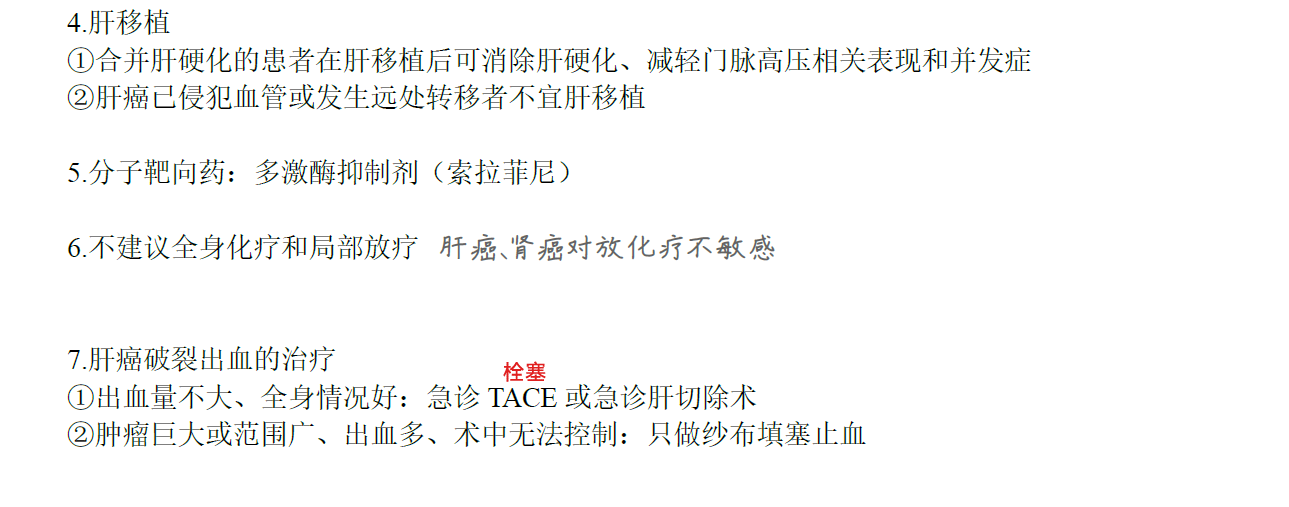 4.肝移植
①合并肝硬化的患者在肝移植后可消除肝硬化、减轻门脉高压相关表现和并发症
②肝癌已侵犯血管或发生远处转移者不宜肝移植
5.分子靶向药：多激酶抑制剂（索拉菲尼）
6.不建议全身化疗和局部放疗 肝癌、肾癌对放化疗不敏感
7.肝癌破裂出血的治疗
栓塞
①出血量不大、全身情况好：急诊 TACE 或急诊肝切除术
②肿瘤巨大或范围广、出血多、术中无法控制：只做纱布填塞止血